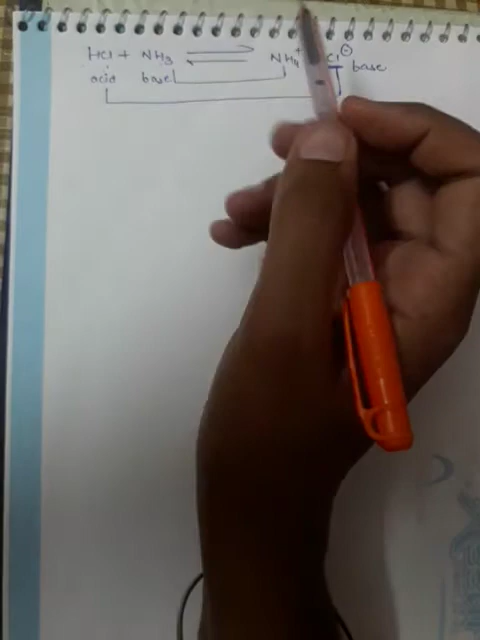 HCl + NH₃ ⇌ NH₄⁺ Cl⊖ base
acid base